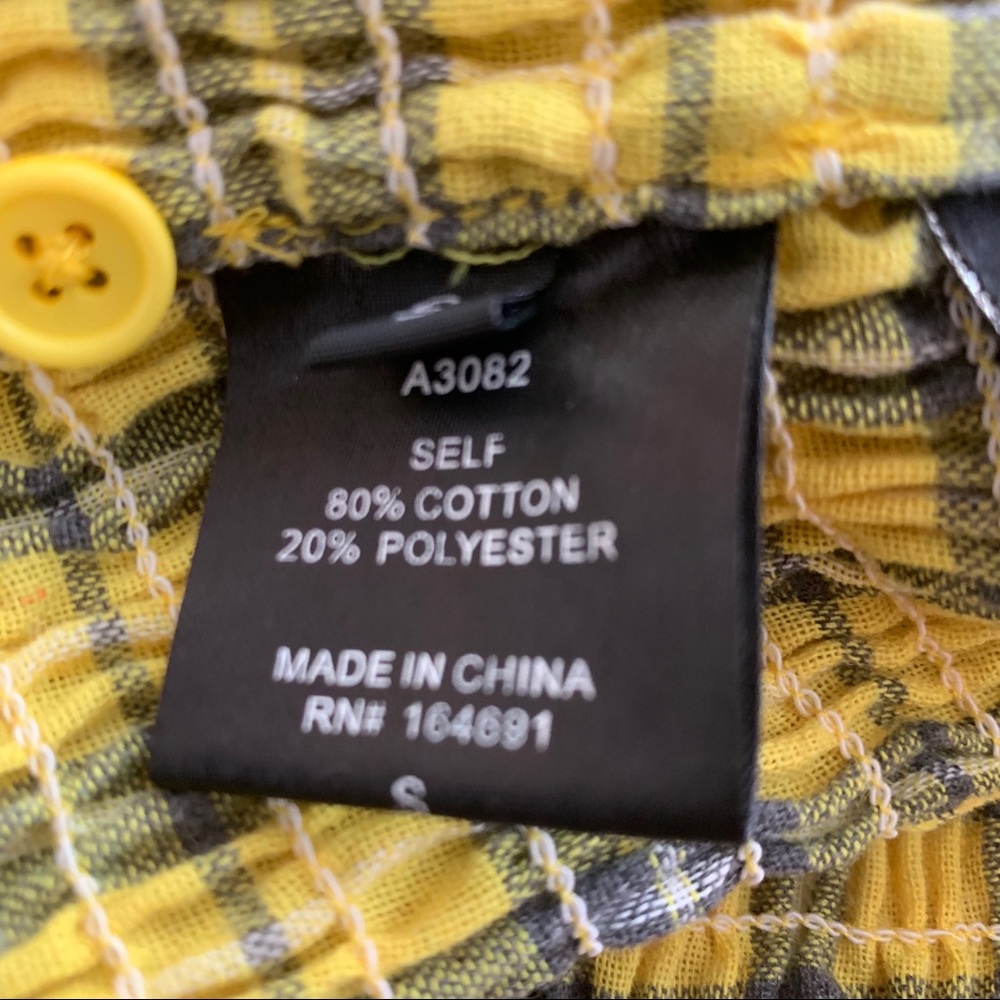 A3082
SELF
80% COTTON
20% POLYESTER
MADE IN CHINA
RN# 164691
S